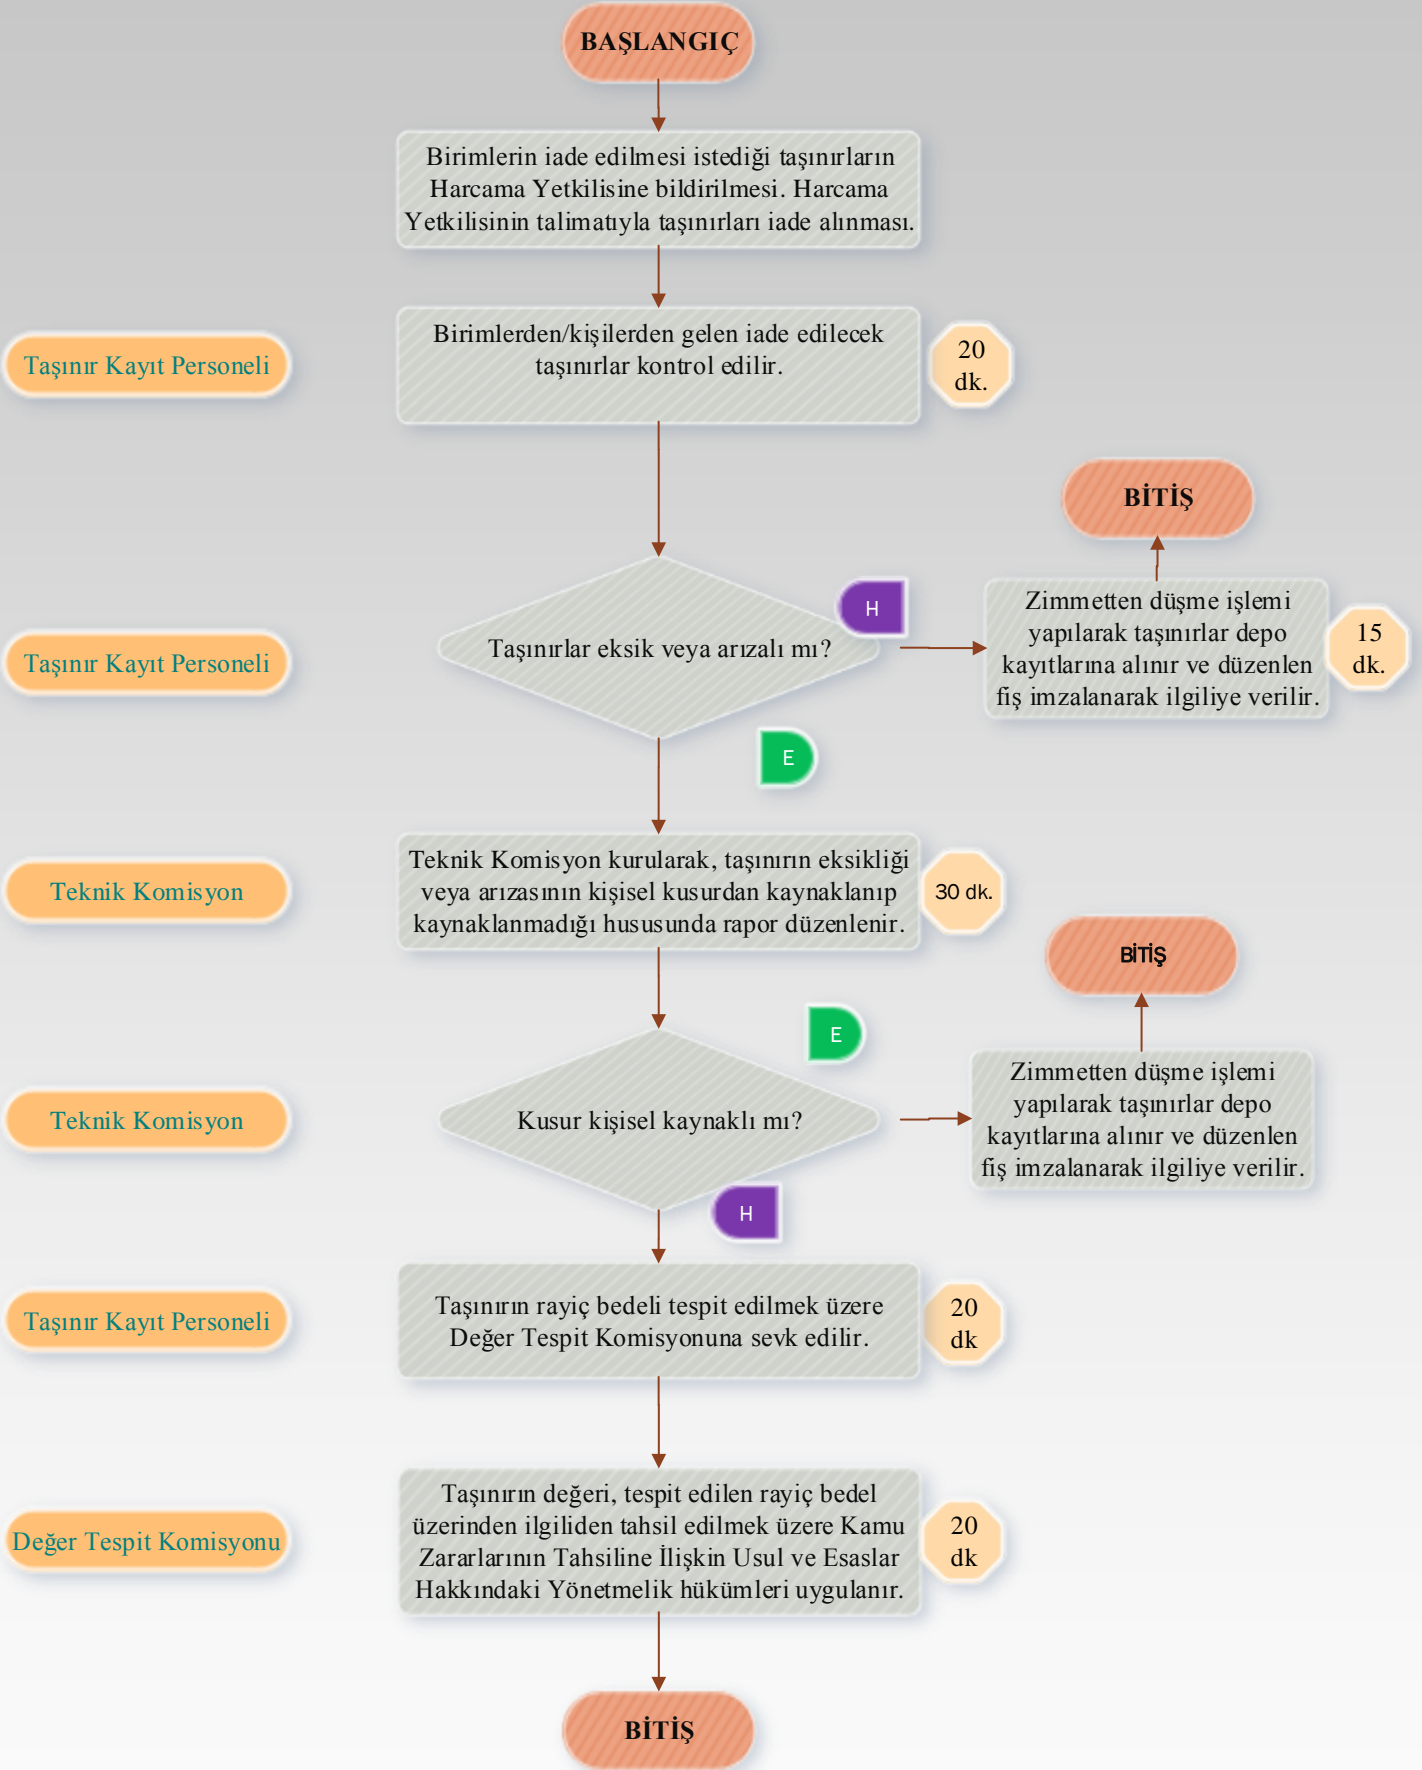 BAŞLANGIÇ
Birimlerin iade edilmesi istediği taşınırların
Harcama Yetkilisine bildirilmesi. Harcama
Yetkilisinin talimatıyla taşınırları iade alınması.
Taşınır Kayıt Personeli
Birimlerden/kişilerden gelen iade edilecek
taşınırlar kontrol edilir.
20
dk.
BİTİŞ
Taşınır Kayıt Personeli
Taşınırlar eksik veya arızalı mı?
H
Zimmetten düşme işlemi
yapılarak taşınırlar depo
kayıtlarına alınır ve düzenlen
fiş imzalanarak ilgiliye verilir.
15
dk.
E
Teknik Komisyon
Teknik Komisyon kurularak, taşınırın eksikliği
veya arızasının kişisel kusurdan kaynaklanıp
kaynaklanmadığı hususunda rapor düzenlenir.
30 dk.
BİTİŞ
E
Teknik Komisyon
Kusur kişisel kaynaklı mı?
Zimmetten düşme işlemi
yapılarak taşınırlar depo
kayıtlarına alınır ve düzenlen
fiş imzalanarak ilgiliye verilir.
H
Taşınır Kayıt Personeli
Taşınırın rayiç bedeli tespit edilmek üzere
Değer Tespit Komisyonuna sevk edilir.
20
dk
Değer Tespit Komisyonu
Taşınırın değeri, tespit edilen rayiç bedel
üzerinden ilgiliden tahsil edilmek üzere Kamu
Zararlarının Tahsiline İlişkin Usul ve Esaslar
Hakkındaki Yönetmelik hükümleri uygulanır.
20
dk
BİTİŞ